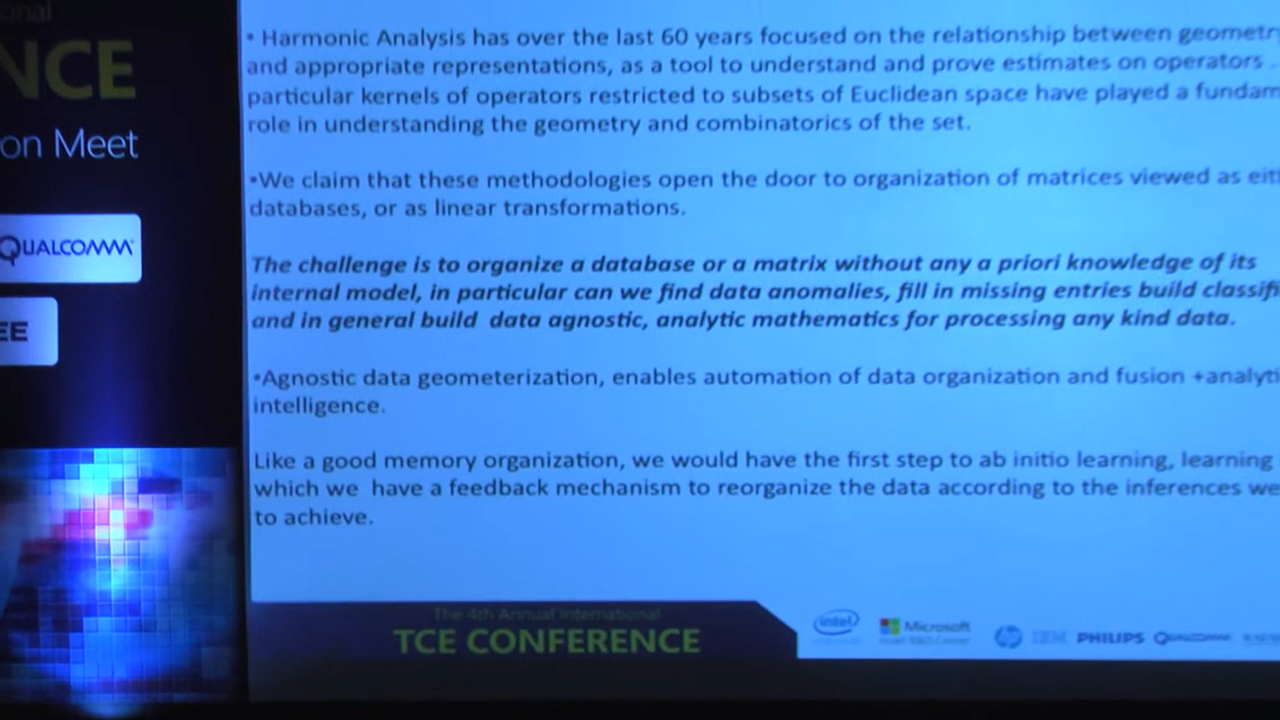 onal
NCE
on Meet
QUALCOMM
EE
• Harmonic Analysis has over the last 60 years focused on the relationship between geometr
and appropriate representations, as a tool to understand and prove estimates on operators .
particular kernels of operators restricted to subsets of Euclidean space have played a fundam
role in understanding the geometry and combinatorics of the set.
•We claim that these methodologies open the door to organization of matrices viewed as eit
databases, or as linear transformations.
The challenge is to organize a database or a matrix without any a priori knowledge of its
internal model, in particular can we find data anomalies, fill in missing entries build classifi
and in general build data agnostic, analytic mathematics for processing any kind data.
•Agnostic data geometerization, enables automation of data organization and fusion +analyti
intelligence.
Like a good memory organization, we would have the first step to ab initio learning, learning
which we have a feedback mechanism to reorganize the data according to the inferences we
to achieve.
The 4th Annual International
TCE CONFERENCE
intel
Microsoft
hp
IBM
PHILIPS
QUALCOMM